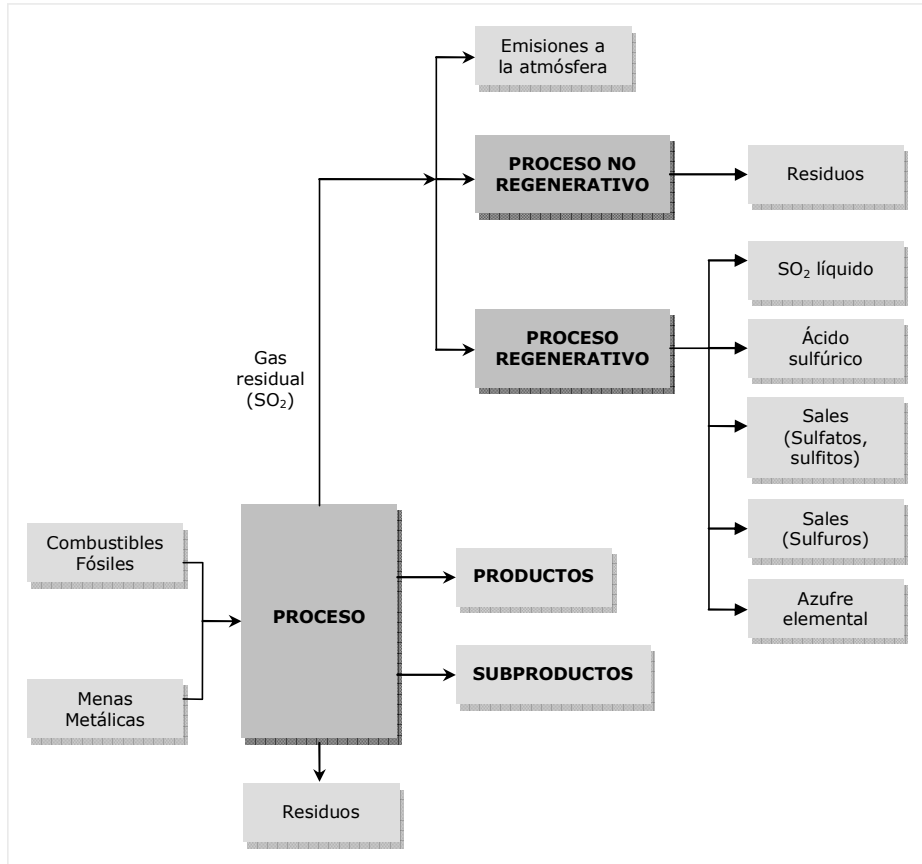 Emisiones a
la atmósfera
PROCESO NO
REGENERATIVO
Residuos
SO₂ líquido
PROCESO
REGENERATIVO
Ácido
sulfúrico
Gas
residual
(SO₂)
Sales
(Sulfatos,
sulfitos)
Sales
(Sulfuros)
Combustibles
Fósiles
PRODUCTOS
Azufre
elemental
PROCESO
SUBPRODUCTOS
Menas
Metálicas
Residuos